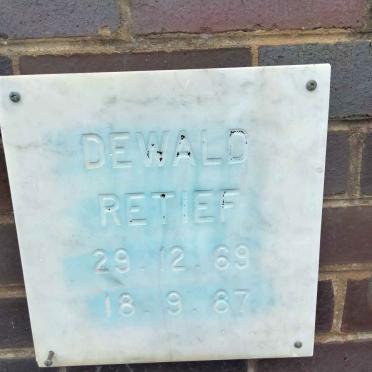 DEWALD
RETIEF
29.12.69
18.9.87